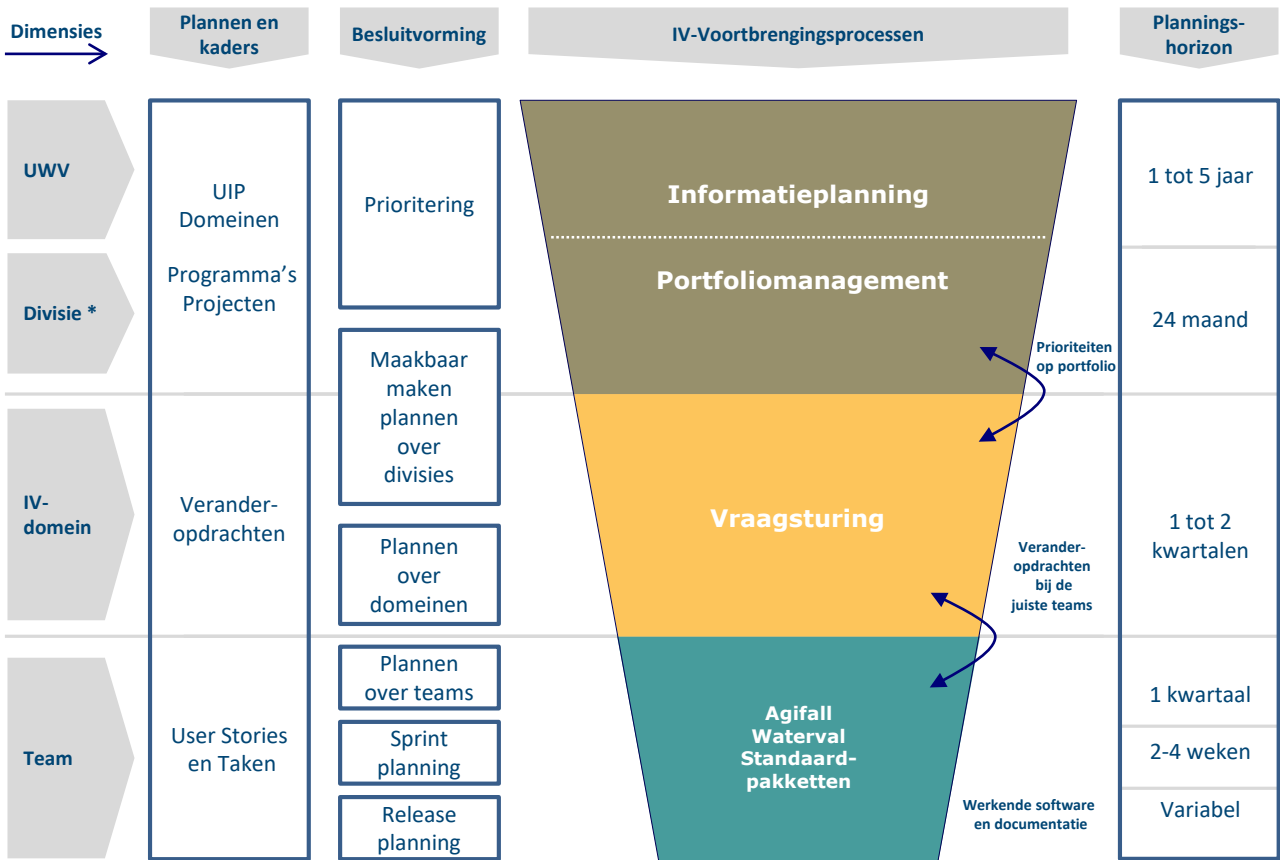 Dimensies
Plannen en
kaders
Besluitvorming
IV-Voortbrengingsprocessen
Plannings-
horizon
UWV
UIP
Domeinen
Programma's
Projecten
Prioritering
Informatieplanning
1 tot 5 jaar
Divisie *
Portfoliomanagement
24 maand
Maakbaar
maken
plannen
over
divisies
Prioriteiten
op portfolio
IV-
domein
Verander-
opdrachten
Plannen
over
domeinen
Vraagsturing
Verander-
opdrachten
bij de
juiste teams
1 tot 2
kwartalen
Team
User Stories
en Taken
Plannen
over teams
Sprint
planning
Release
planning
Agifall
Waterval
Standaard-
pakketten
Werkende software
en documentatie
1 kwartaal
2-4 weken
Variabel